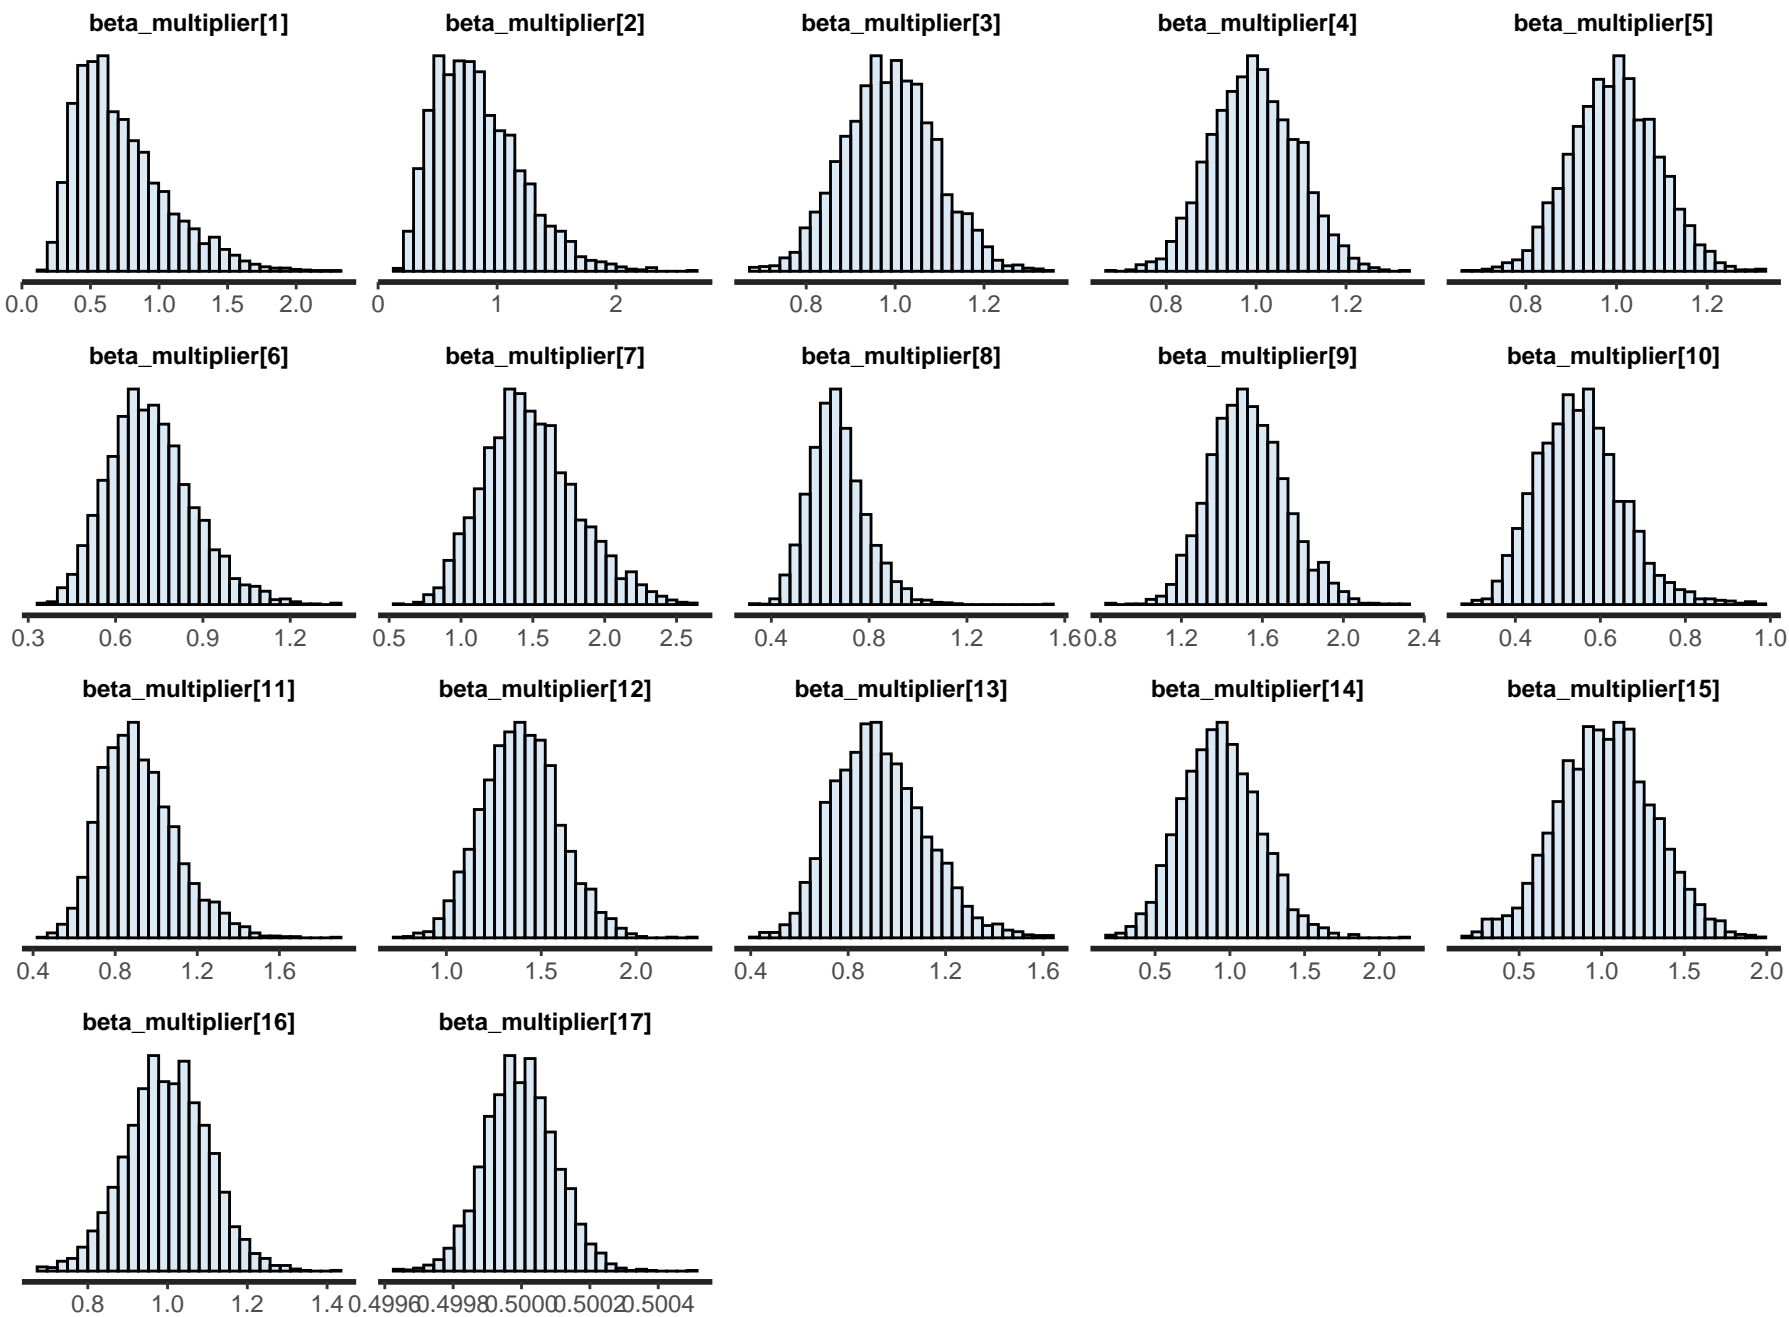 beta_multiplier[1] beta_multiplier[2] beta_multiplier[3] beta_multiplier[4] beta_multiplier[5]
0.0 0.5 1.0 1.5 2.0 0 1 2 0.8 1.0 1.2 0.8 1.0 1.2 0.8 1.0 1.2
beta_multiplier[6] beta_multiplier[7] beta_multiplier[8] beta_multiplier[9] beta_multiplier[10]
0.3 0.6 0.9 1.2 0.5 1.0 1.5 2.0 2.5 0.4 0.8 1.2 1.6 0.8 1.2 1.6 2.0 2.4 0.4 0.6 0.8 1.0
beta_multiplier[11] beta_multiplier[12] beta_multiplier[13] beta_multiplier[14] beta_multiplier[15]
0.4 0.8 1.2 1.6 1.0 1.5 2.0 0.4 0.8 1.2 1.6 0.5 1.0 1.5 2.0 0.5 1.0 1.5 2.0
beta_multiplier[16] beta_multiplier[17]
0.8 1.0 1.2 1.4 0.4996 0.4998 0.5000 0.5002 0.5004